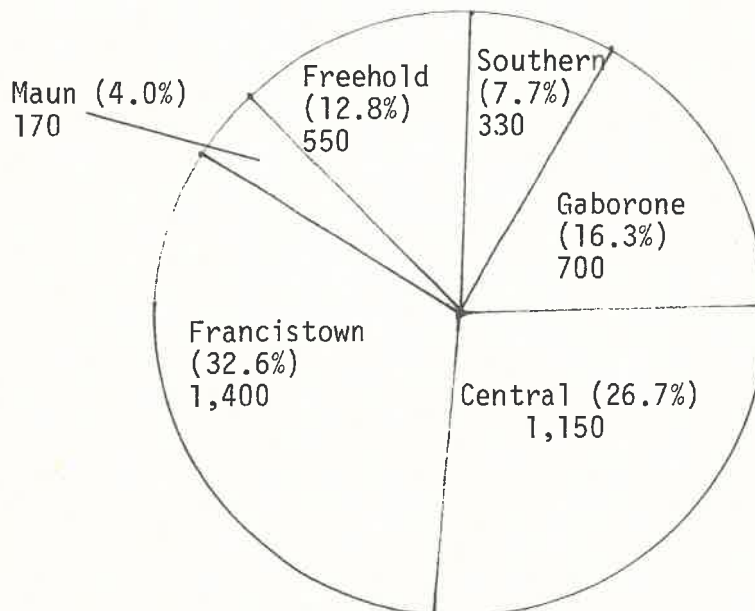 Maun (4.0%)
170
Freehold
(12.8%)
550
Southern
(7.7%)
330
Gaborone
(16.3%)
700
Francistown
(32.6%)
1,400
Central (26.7%)
1,150